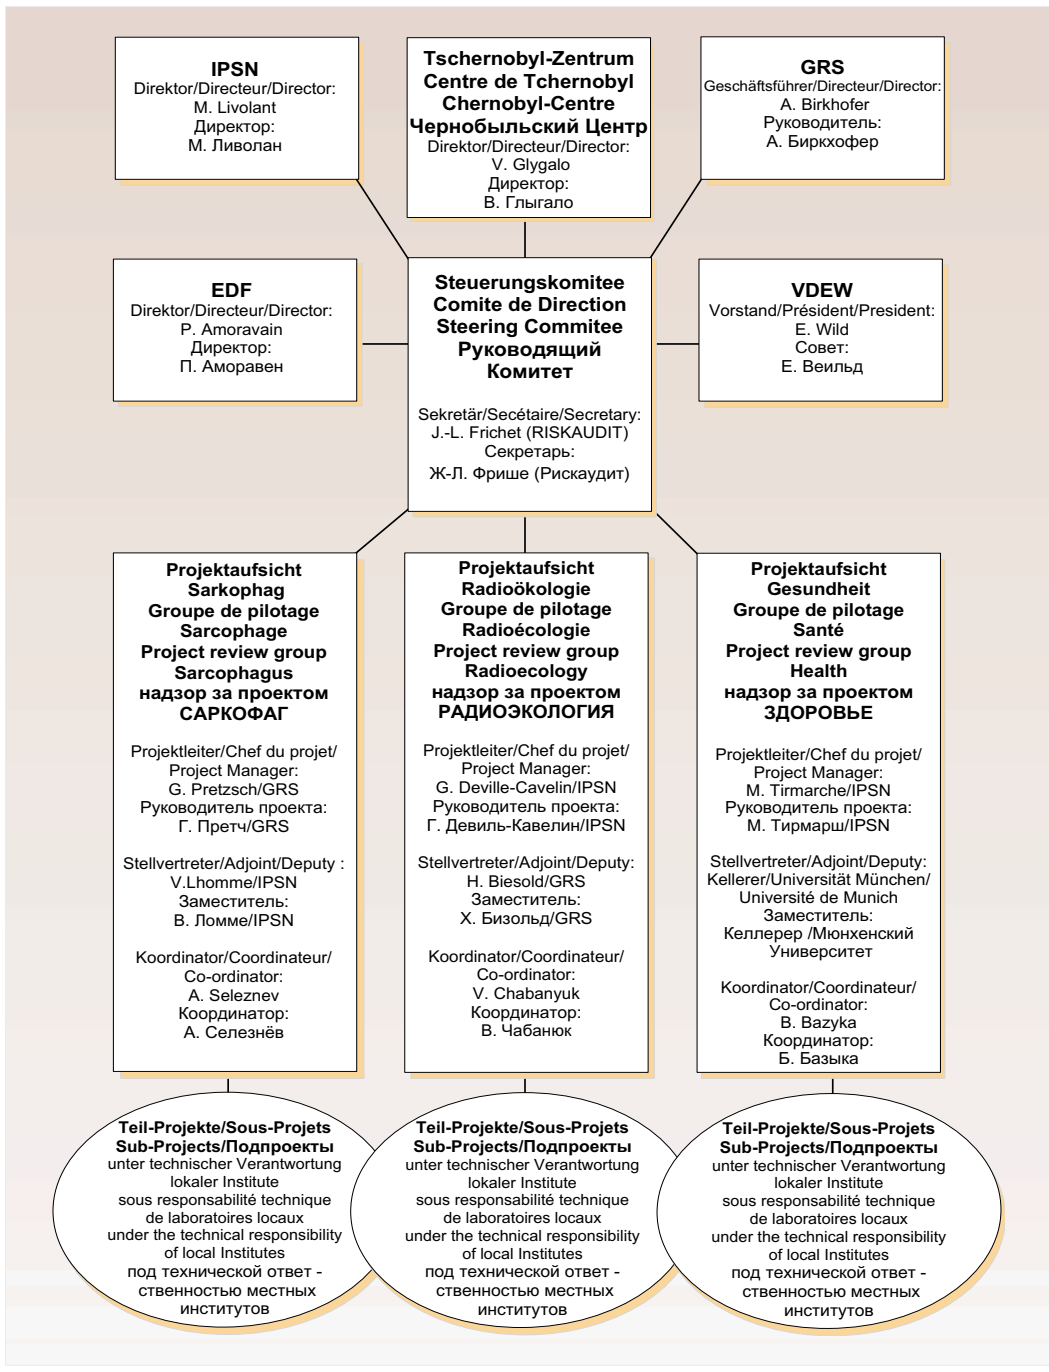 IPSN
Direktor/Directeur/Director:
M. Livolant
Директор:
М. Ливолан
Tschernobyl-Zentrum
Centre de Tchernobyl
Chernobyl-Centre
Чернобыльский Центр
Direktor/Directeur/Director:
V. Glygalo
Директор:
В. Глыгало
GRS
Geschäftsführer/Directeur/Director:
A. Birkhofer
Руководитель:
А. Биркхофер
EDF
Direktor/Directeur/Director:
P. Amoravain
Директор:
П. Аморавен
Steuerungskomitee
Comite de Direction
Steering Commitee
Руководящий
Комитет
Sekretär/Secétaire/Secretary:
J.-L. Frichet (RISKAUDIT)
Секретарь:
Ж-Л. Фрише (Рискаудит)
VDEW
Vorstand/Président/President:
E. Wild
Совет:
Е. Веильд
Projektaufsicht
Sarkophag
Groupe de pilotage
Sarcophage
Project review group
Sarcophagus
надзор за проектом
САРКОФАГ
Projektleiter/Chef du projet/
Project Manager:
G. Pretzsch/GRS
Руководитель проекта:
Г. Претч/GRS
Stellvertreter/Adjoint/Deputy :
V.Lhomme/IPSN
Заместитель:
В. Ломме/IPSN
Koordinator/Coordinateur/
Co-ordinator:
A. Seleznev
Координатор:
А. Селезнёв
Projektaufsicht
Radioökologie
Groupe de pilotage
Radioécologie
Project review group
Radioecology
надзор за проектом
РАДИОЭКОЛОГИЯ
Projektleiter/Chef du projet/
Project Manager:
G. Deville-Cavelin/IPSN
Руководитель проекта:
Г. Девиль-Кавелин/IPSN
Stellvertreter/Adjoint/Deputy:
H. Biesold/GRS
Заместитель:
Х. Бизольд/GRS
Koordinator/Coordinateur/
Co-ordinator:
V. Chabanyuk
Координатор:
В. Чабанюк
Projektaufsicht
Gesundheit
Groupe de pilotage
Santé
Project review group
Health
надзор за проектом
ЗДОРОВЬЕ
Projektleiter/Chef du projet/
Project Manager:
M. Tirmarche/IPSN
Руководитель проекта:
М. Тирмарш/IPSN
Stellvertreter/Adjoint/Deputy:
Kellerer/Universität München/
Université de Munich
Заместитель:
Келлерер /Мюнхенский
Университет
Koordinator/Coordinateur/
Co-ordinator:
B. Bazyka
Координатор:
Б. Базыка
Teil-Projekte/Sous-Projets
Sub-Projects/Подпроекты
unter technischer Verantwortung
lokaler Institute
sous responsabilité technique
de laboratoires locaux
under the technical responsibility
of local Institutes
под технической ответ -
ственностью местных
институтов
Teil-Projekte/Sous-Projets
Sub-Projects/Подпроекты
unter technischer Verantwortung
lokaler Institute
sous responsabilité technique
de laboratoires locaux
under the technical responsibility
of local Institutes
под технической ответ -
ственностью местных
институтов
Teil-Projekte/Sous-Projets
Sub-Projects/Подпроекты
unter technischer Verantwortung
lokaler Institute
sous responsabilité technique
de laboratoires locaux
under the technical responsibility
of local Institutes
под технической ответ -
ственностью местных
институтов